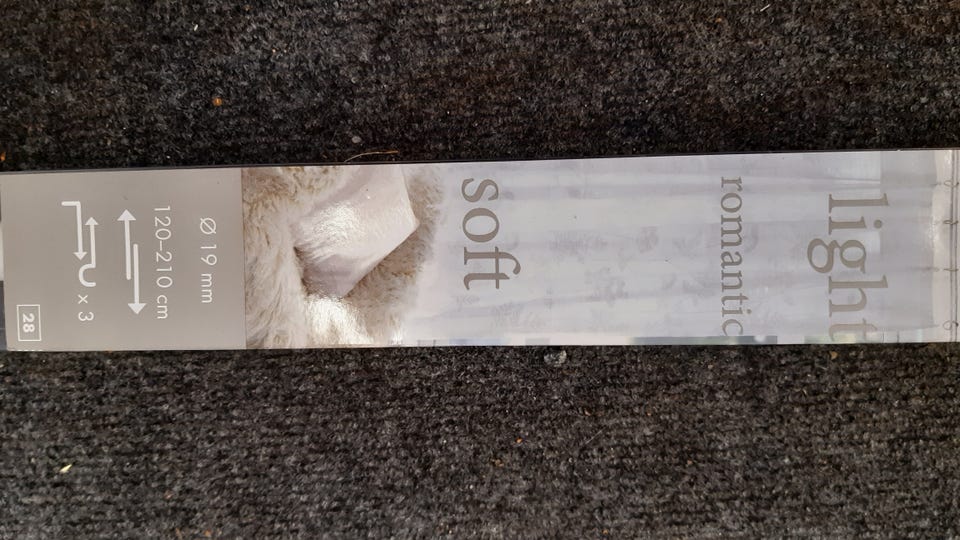 light
romantic
soft
Ø 19 mm
120–210 cm
x 3
28